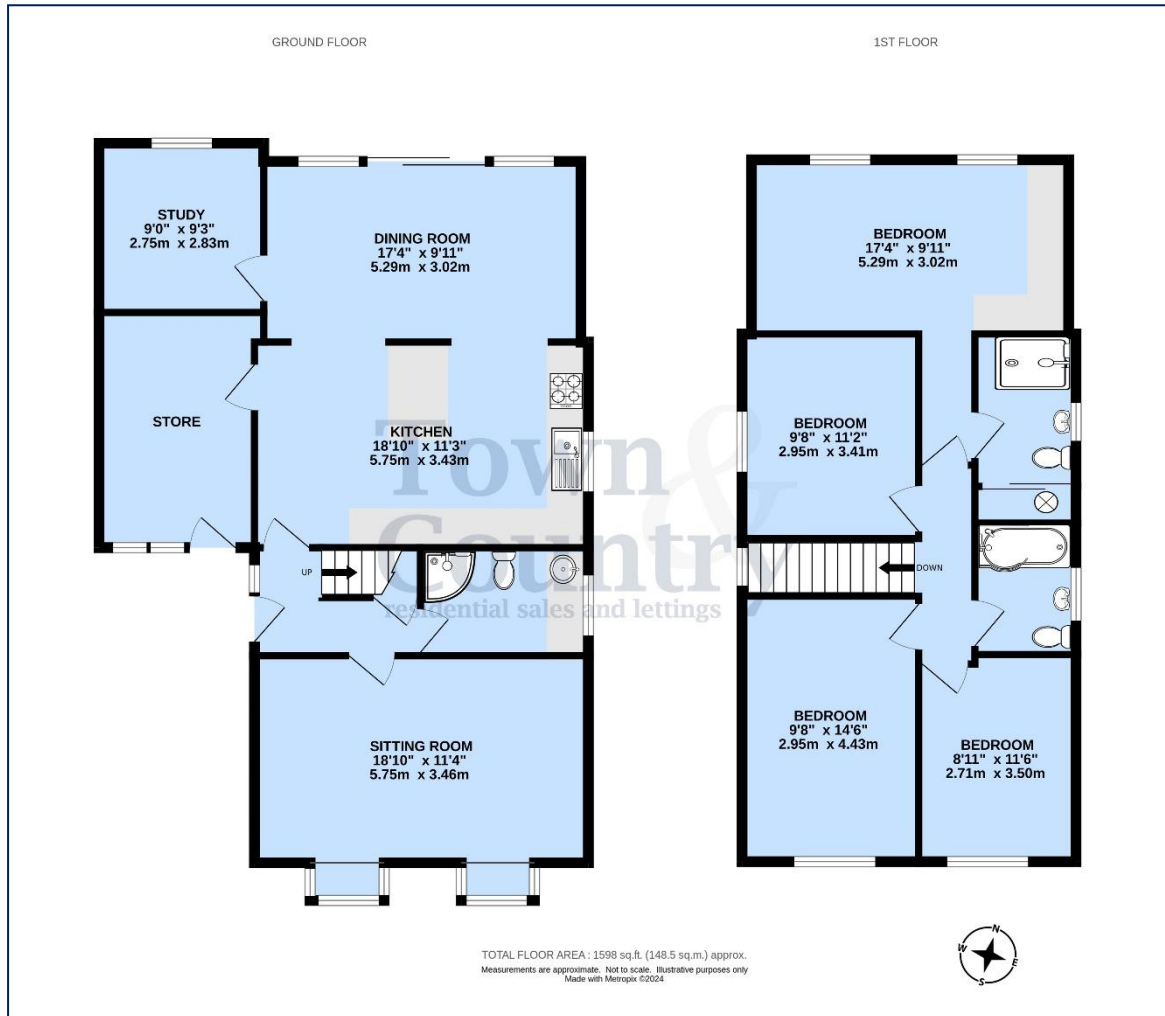 GROUND FLOOR
1ST FLOOR
STUDY
9'0" x 9'3"
2.75m x 2.83m
DINING ROOM
17'4" x 9'11"
5.29m x 3.02m
STORE
KITCHEN
18'10" x 11'3"
5.75m x 3.43m
UP
SITTING ROOM
18'10" x 11'4"
5.75m x 3.46m
BEDROOM
17'4" x 9'11"
5.29m x 3.02m
BEDROOM
9'8" x 11'2"
2.95m x 3.41m
DOWN
BEDROOM
9'8" x 14'6"
2.95m x 4.43m
BEDROOM
8'11" x 11'6"
2.71m x 3.50m
Town &
Country
residential sales and lettings
TOTAL FLOOR AREA : 1598 sq.ft. (148.5 sq.m.) approx.
Measurements are approximate. Not to scale. Illustrative purposes only
Made with Metropix ©2024
N
W
E
S